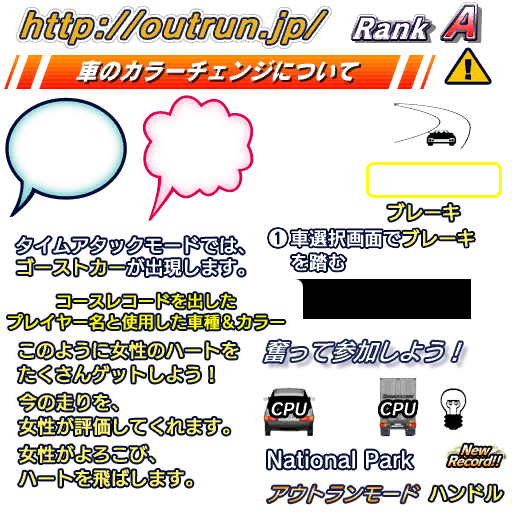 http://outrun.jp/
Rank A
車のカラーチェンジについて
ブレーキ
タイムアタックモードでは、
ゴーストカーが出現します。
①車選択画面でブレーキ
を踏む
コースレコードを出した
プレイヤー名と使用した車種&カラー
このように女性のハートを
たくさんゲットしよう!
今の走りを、
女性が評価してくれます。
女性がよろこび、
ハートを飛ばします。
奮って参加しよう!
CPU
CPU
National Park
New
Record!!
アウトランモード
ハンドル